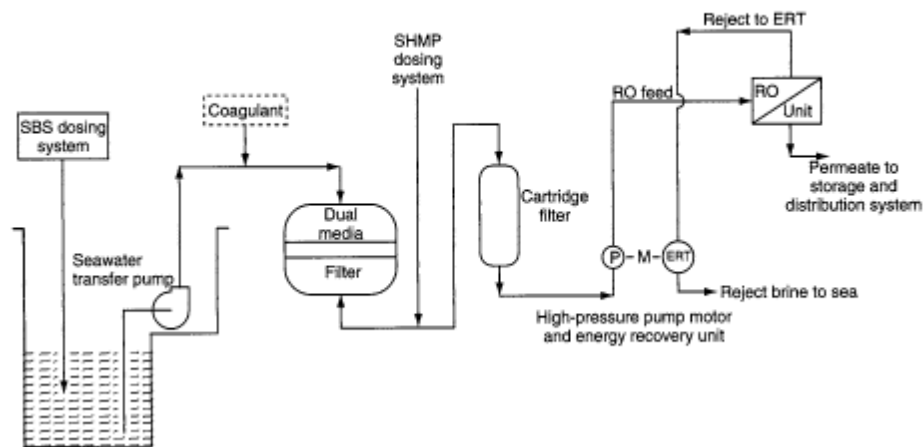 SBS dosing
system
Seawater
transfer pump
Coagulant
Dual
media
Filter
SHMP
dosing
system
Cartridge
filter
RO feed
Reject to ERT
RO
Unit
Permeate to
storage and
distribution system
P
M
ERT
Reject brine to sea
High-pressure pump motor
and energy recovery unit